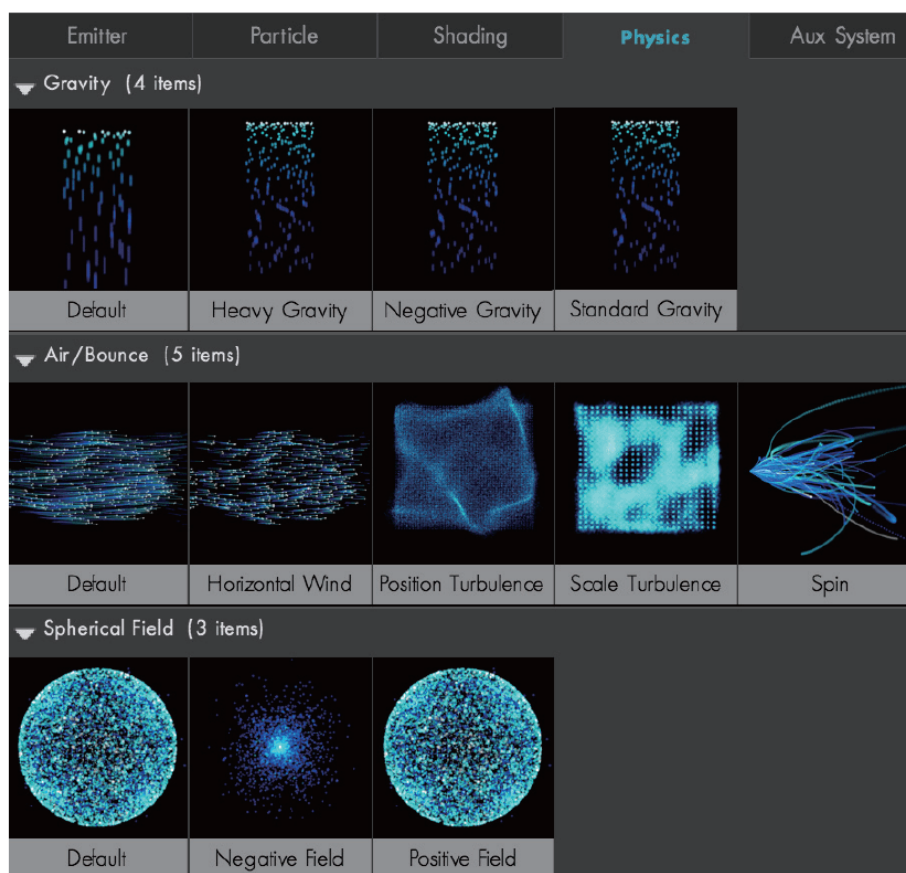 Emitter Particle Shading Physics Aux System
Gravity (4 items)
Default Heavy Gravity Negative Gravity Standard Gravity
Air/Bounce (5 items)
Default Horizontal Wind Position Turbulence Scale Turbulence Spin
Spherical Field (3 items)
Default Negative Field Positive Field